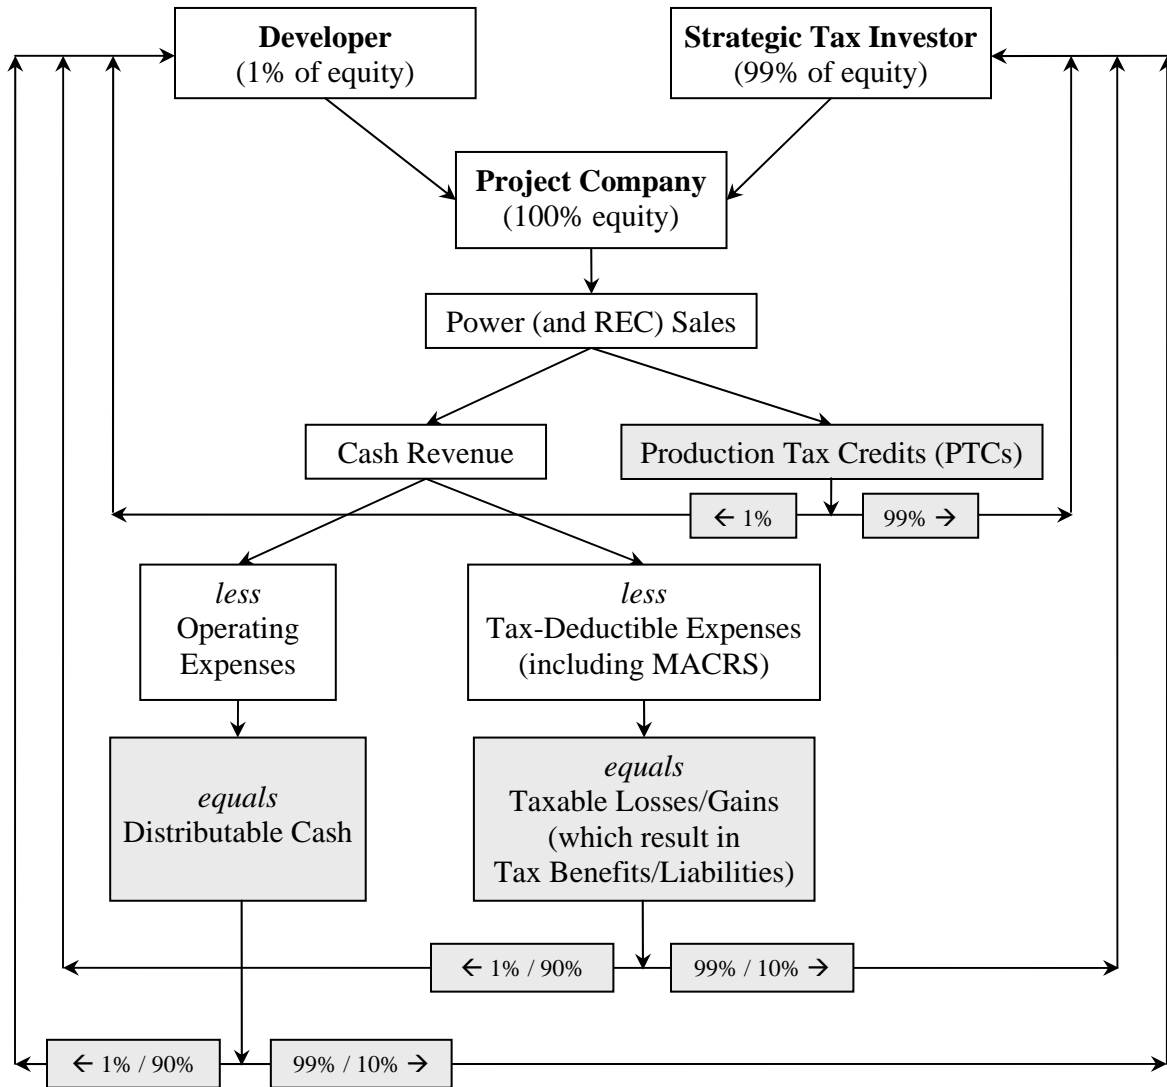 Developer
(1% of equity)
Strategic Tax Investor
(99% of equity)
Project Company
(100% equity)
Power (and REC) Sales
Cash Revenue
Production Tax Credits (PTCs)
← 1%
99% →
less
Operating
Expenses
less
Tax-Deductible Expenses
(including MACRS)
equals
Distributable Cash
equals
Taxable Losses/Gains
(which result in
Tax Benefits/Liabilities)
← 1% / 90%
99% / 10% →
← 1% / 90%
99% / 10% →